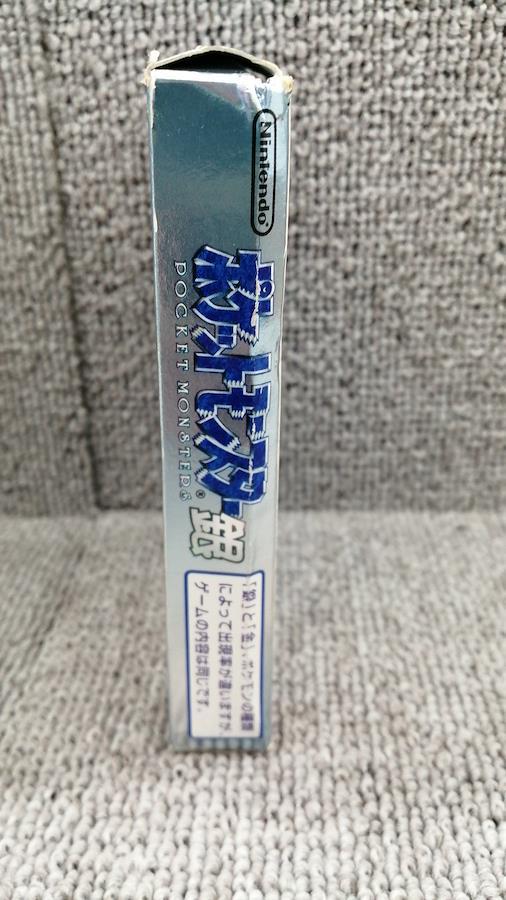 Nintendo®
ポケットモンスター
銀
POCKET MONSTERS®
「銀」と「金」、ポケモンの種類
によって出現率が違いますが、
ゲームの内容は同じです。